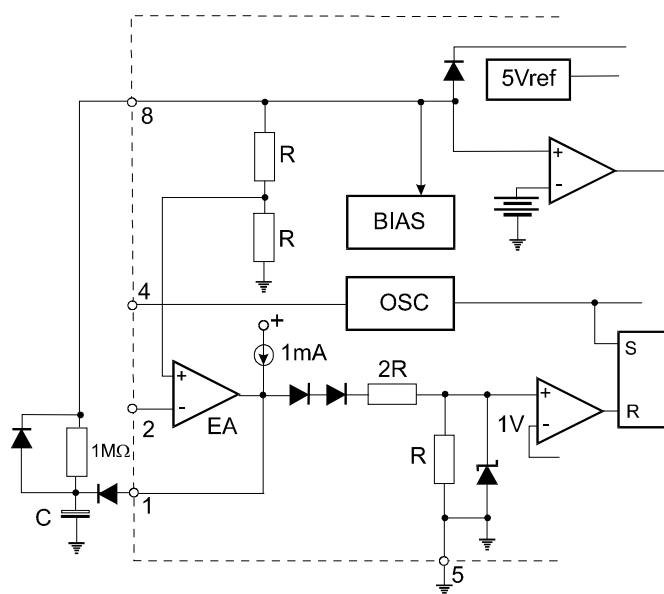 5Vref
8
R
+
-
R
BIAS
4
OSC
+
1mA
S
2R
+
-
EA
2
+
1V
-
R
1MΩ
R
1
C
5